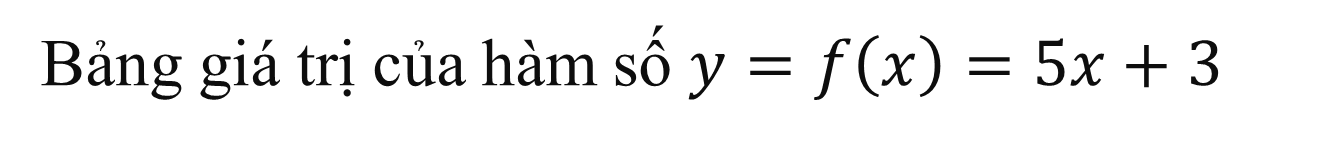 Bảng giá trị của hàm số y = f(x) = 5x + 3